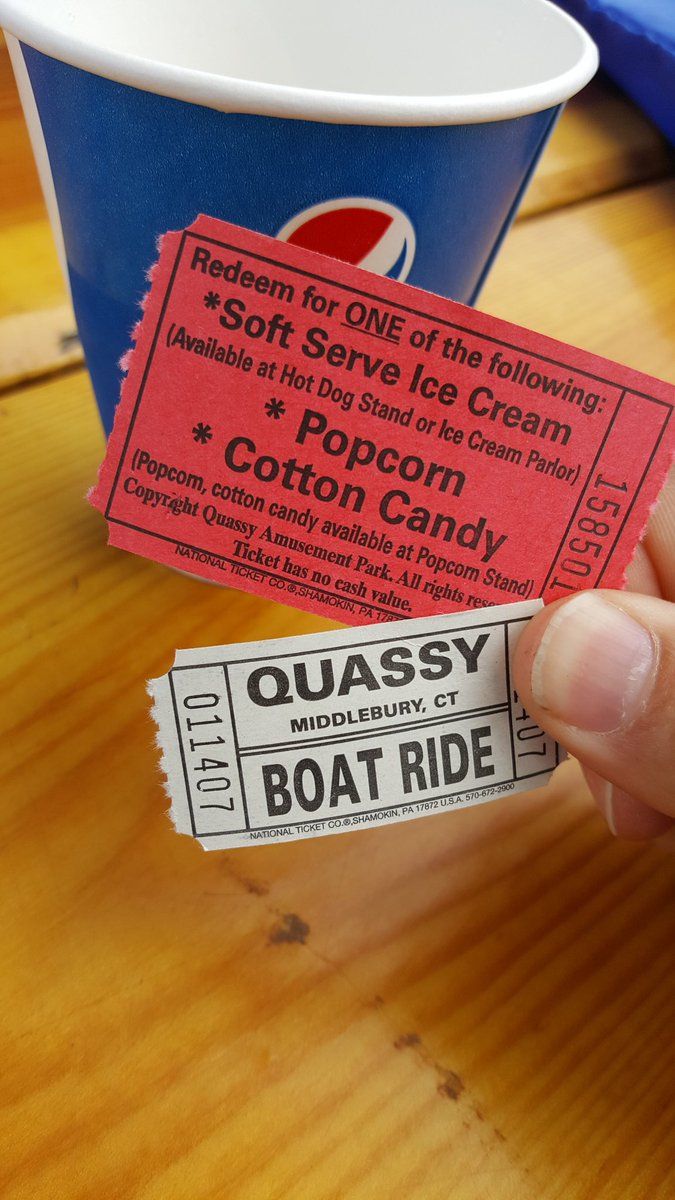 Redeem for ONE of the following:
*Soft Serve Ice Cream
(Available at Hot Dog Stand or Ice Cream Parlor)
* Popcorn
* Cotton Candy
(Popcorn, cotton candy available at Popcorn Stand)
Copyright Quassy Amusement Park. All rights
Ticket has no cash value.
NATIONAL TICKET CO.®,SHAMOKIN, PA
158501
011407
QUASSY
MIDDLEBURY, CT
BOAT RIDE
NATIONAL TICKET CO.®,SHAMOKIN, PA 17872 U.S.A. 570-672-2900